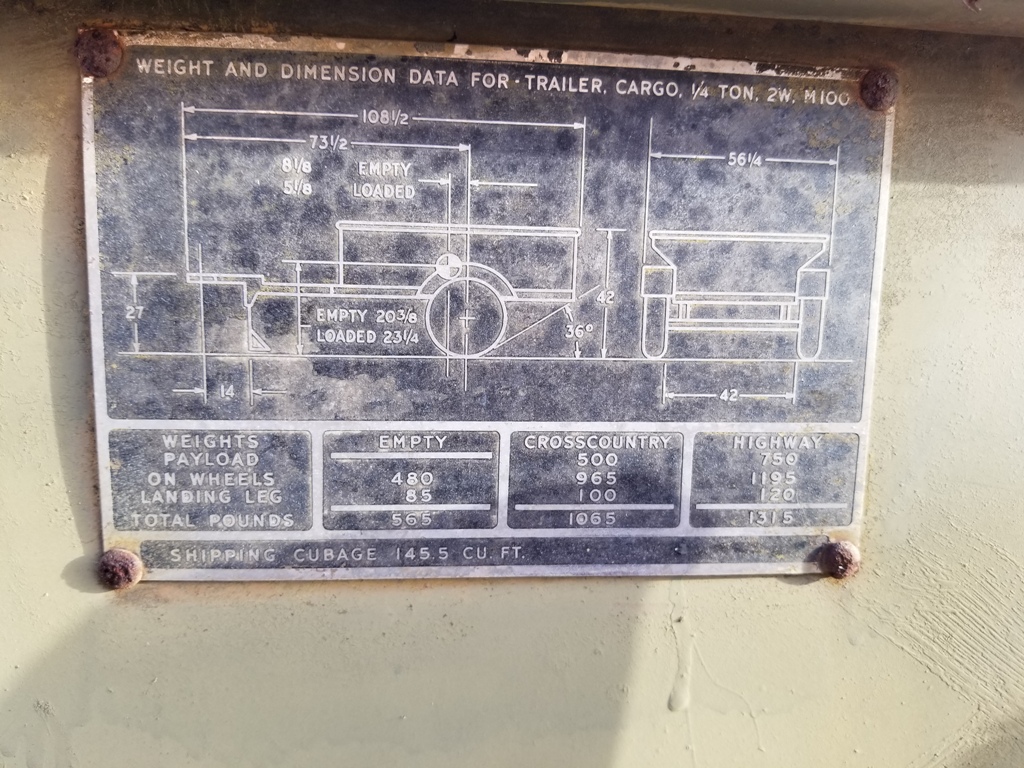 WEIGHT AND DIMENSION DATA FOR - TRAILER, CARGO, 1/4 TON, 2W, M100
108 1/2
73 1/2
56 1/4
8 1/8 EMPTY
5 1/8 LOADED
27
EMPTY 20 3/8
LOADED 23 1/4
42
36°
14
42
WEIGHTS EMPTY CROSSCOUNTRY HIGHWAY
PAYLOAD 500 750
ON WHEELS 480 965 1195
LANDING LEG 85 100 120
TOTAL POUNDS 565 1065 1315
SHIPPING CUBAGE 145.5 CU. FT.